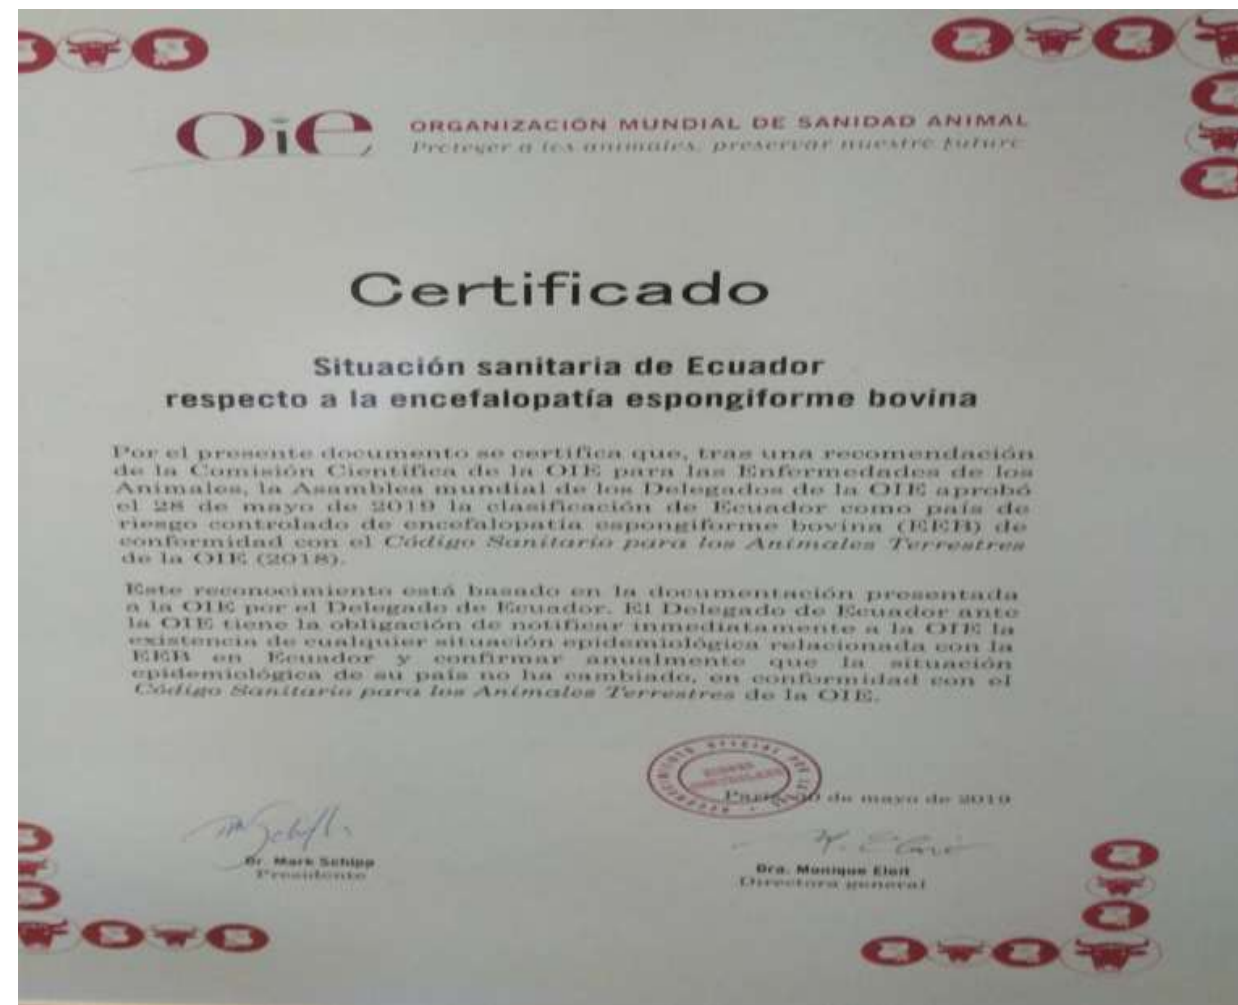 OiE
ORGANIZACIÓN MUNDIAL DE SANIDAD ANIMAL
Proteger a los animales, preservar nuestro futuro
Certificado
Situación sanitaria de Ecuador
respecto a la encefalopatía espongiforme bovina
Por el presente documento se certifica que, tras una recomendación
de la Comisión Científica de la OIE para las Enfermedades de los
Animales, la Asamblea mundial de los Delegados de la OIE aprobó
el 28 de mayo de 2019 la clasificación de Ecuador como país de
riesgo controlado de encefalopatía espongiforme bovina (EEB) de
conformidad con el Código Sanitario para los Animales Terrestres
de la OIE (2018).
Este reconocimiento está basado en la documentación presentada
a la OIE por el Delegado de Ecuador. El Delegado de Ecuador ante
la OIE tiene la obligación de notificar inmediatamente a la OIE la
existencia de cualquier situación epidemiológica relacionada con la
EEB en Ecuador y confirmar anualmente que la situación
epidemiológica de su país no ha cambiado, en conformidad con el
Código Sanitario para los Animales Terrestres de la OIE.
RIESGO
CONTROLADO
París, de mayo de 2019
Dr. Mark Schipp
Presidente
Dra. Monique Eloit
Directora general